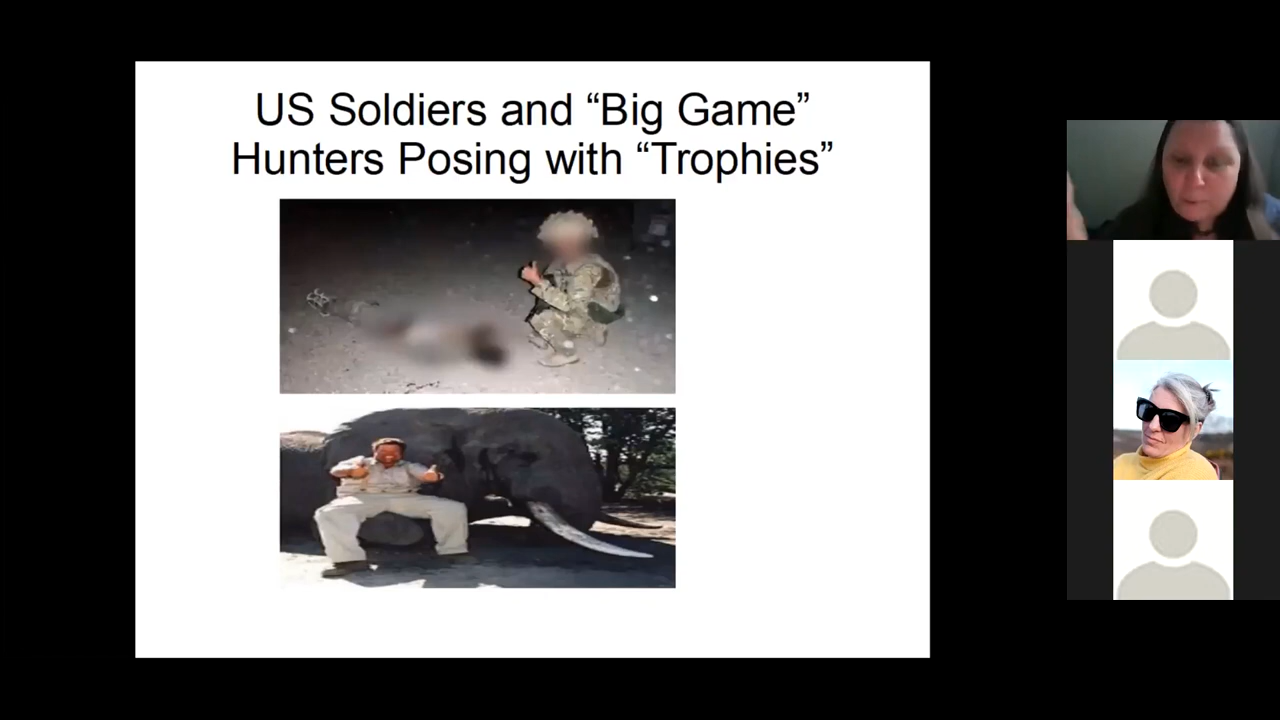 US Soldiers and “Big Game”
Hunters Posing with “Trophies”